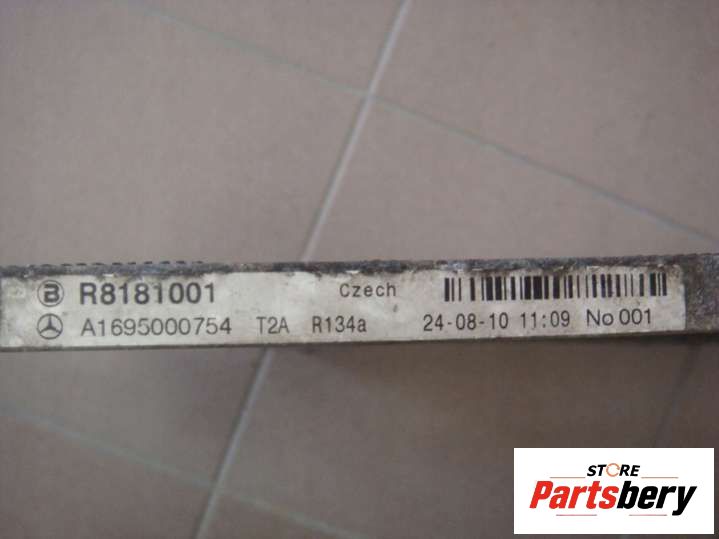 B R8181001 Czech
A1695000754 T2A R134a 24-08-10 11:09 No 001
STORE
Partsbery